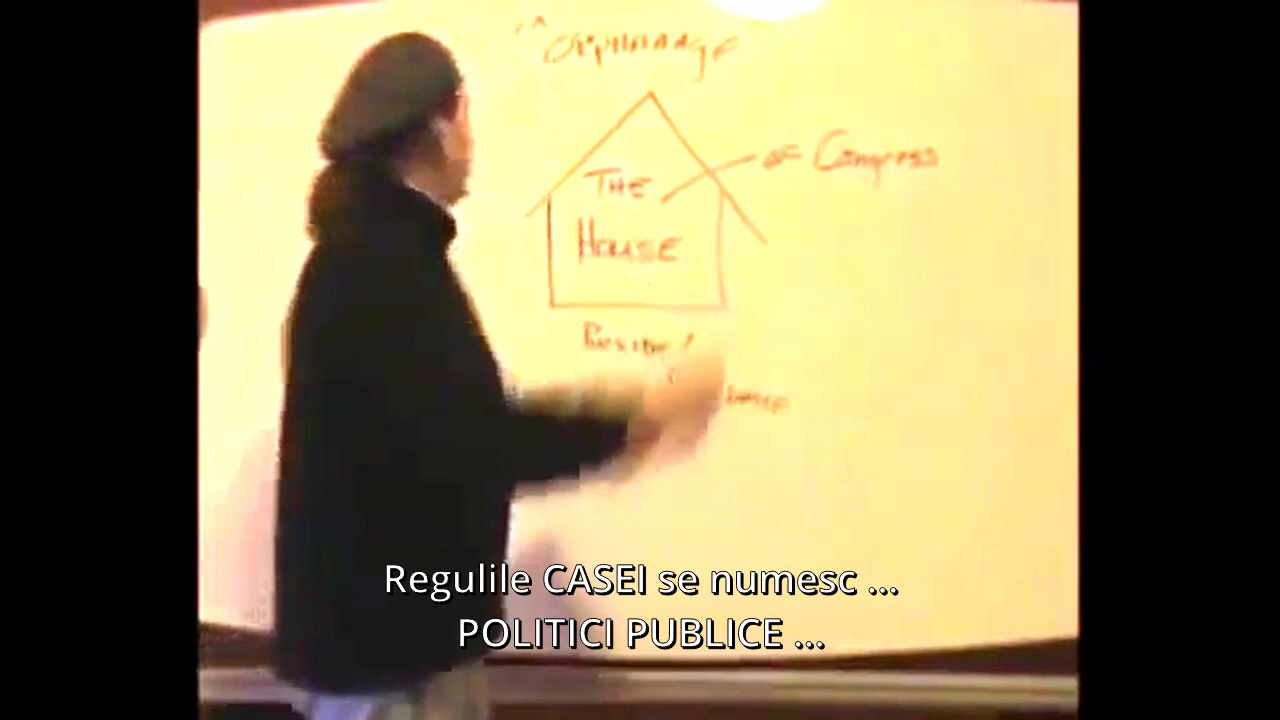 Orphanage
THE
of Congress
HOUSE
Regulile CASEI se numesc ...
POLITICI PUBLICE ...